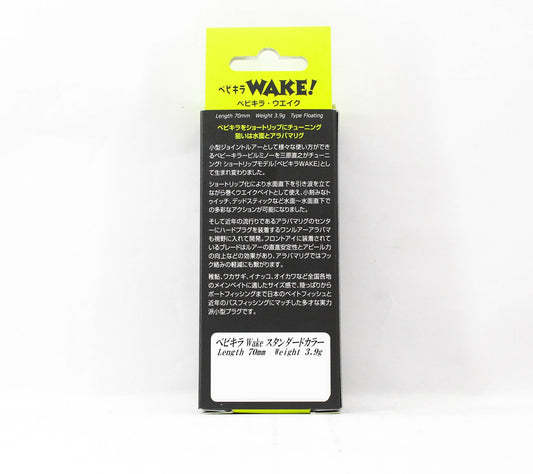 ベビキラ WAKE!
ベビキラ・ウエイク
Length 70mm Weight 3.9g Type Floating
ベビキラをショートリップにチューニング
狙いは水面とアラバマリグ
小型ジョイントルアーとして様々な使い方ができ
るベビーキラービルミノーを三原直之がチューニ
ング!ショートリップモデル「ベビキラWAKE」とし
て生まれ変わりました。
ショートリップ化により水面直下を引き波を立て
ながら巻くウエイクベイトとして使え、小刻みなト
ゥイッチ、デッドスティックなど水面~水面直下で
の多彩なアクションが可能になりました。
そして近年の流行りであるアラバマリグのセンター
にハードプラグを装着するワンルアーアラバマ
も視野に入れて開発。フロントアイに装着されて
いるブレードはルアーの直進安定性とアピール力
の向上などの効果があり、アラバマリグではフッ
ク絡みの軽減にも繋がります。
稚鮎、ワカサギ、イナッコ、オイカワなど全国各地
のメインベイトに適したサイズ感で、陸っぱりから
ボートフィッシングまで日本のベイトフィッシュと
近年のバスフィッシングにマッチした多才な実力
派小型プラグです。
ベビキラ Wake スタンダードカラー
Length 70mm Weight 3.9g